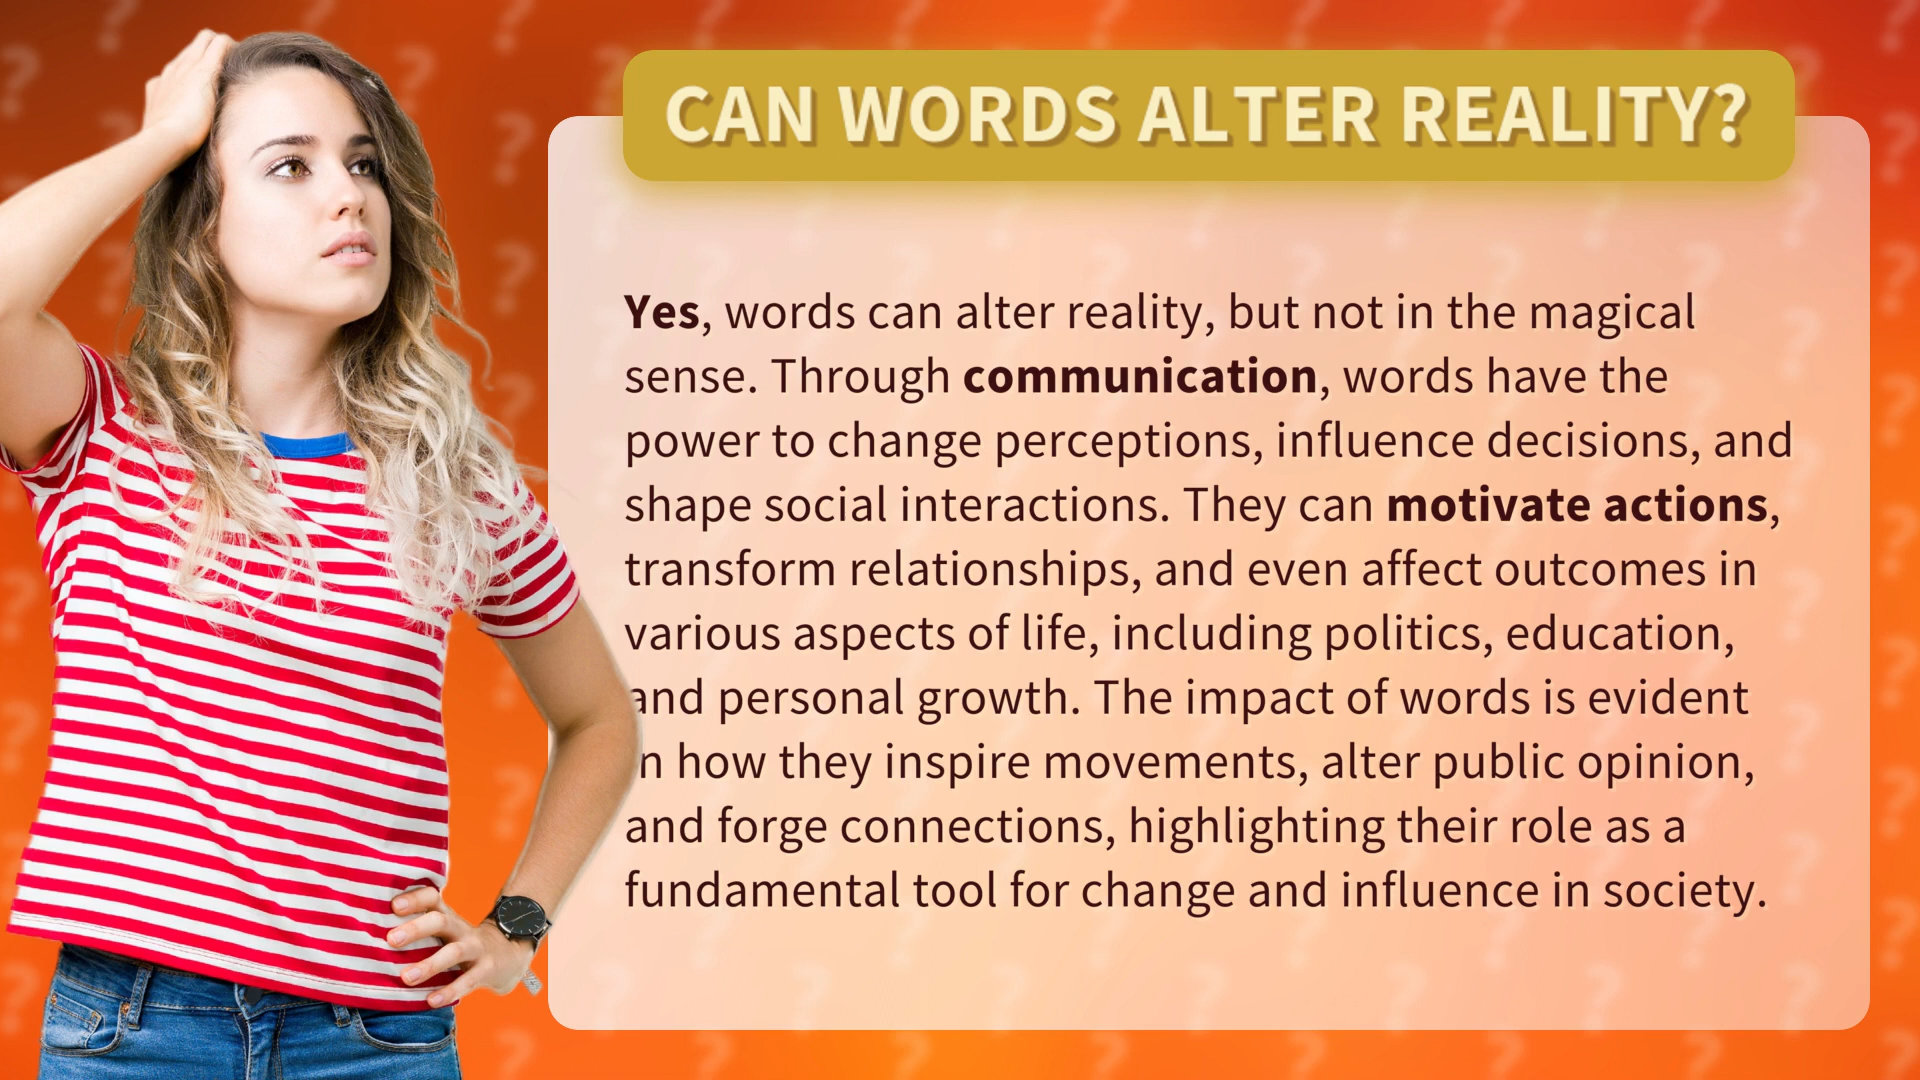 CAN WORDS ALTER REALITY?
Yes, words can alter reality, but not in the magical
sense. Through communication, words have the
power to change perceptions, influence decisions, and
shape social interactions. They can motivate actions,
transform relationships, and even affect outcomes in
various aspects of life, including politics, education,
and personal growth. The impact of words is evident
in how they inspire movements, alter public opinion,
and forge connections, highlighting their role as a
fundamental tool for change and influence in society.